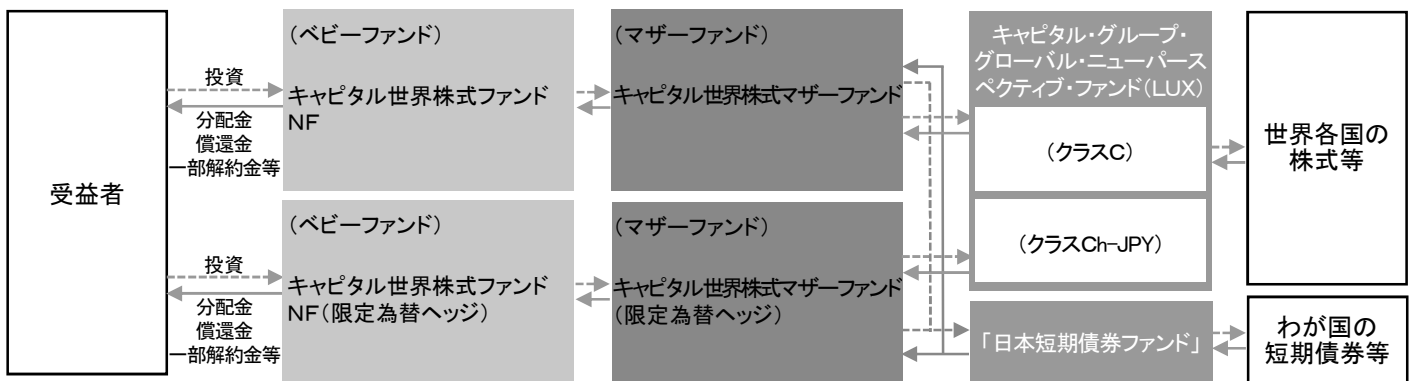 受益者
投資
分配金
償還金
一部解約金等
投資
分配金
償還金
一部解約金等
(ベビーファンド)
キャピタル世界株式ファンド
NF
(ベビーファンド)
キャピタル世界株式ファンド
NF(限定為替ヘッジ)
(マザーファンド)
キャピタル世界株式マザーファンド
(マザーファンド)
キャピタル世界株式マザーファンド
(限定為替ヘッジ)
キャピタル・グループ・
グローバル・ニューパース
ペクティブ・ファンド(LUX)
(クラスC)
(クラスCh-JPY)
「日本短期債券ファンド」
世界各国の
株式等
わが国の
短期債券等